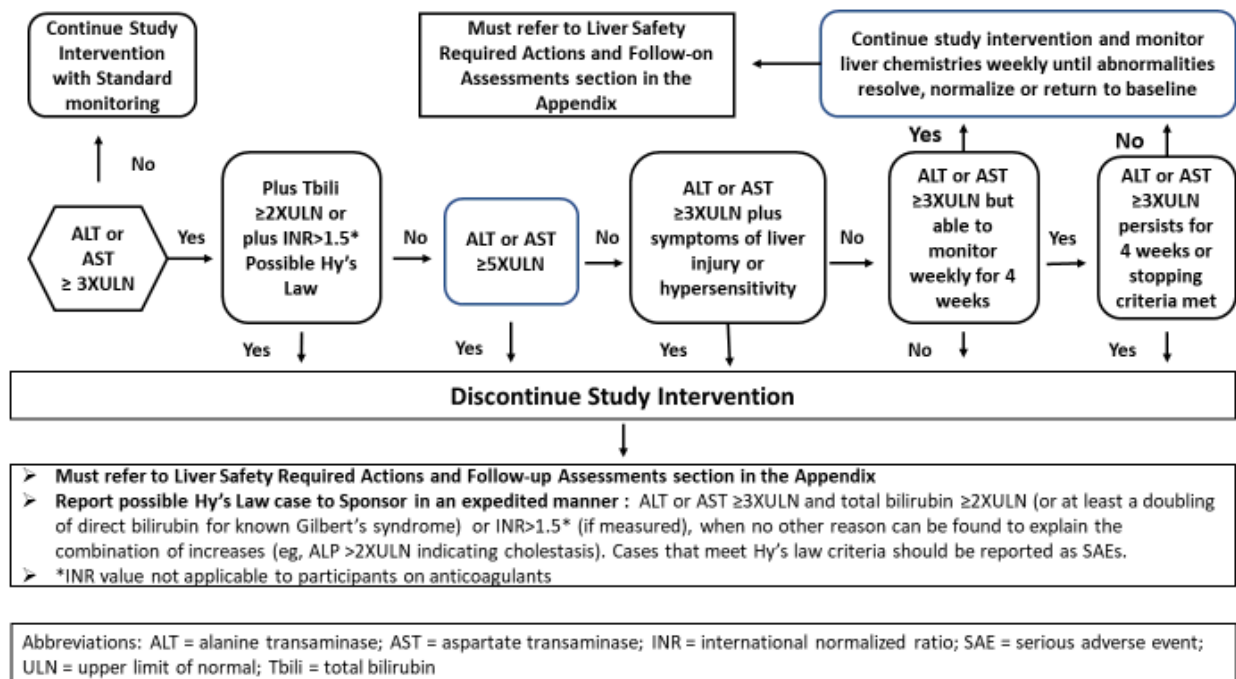 Continue Study
Intervention
with Standard
monitoring
Must refer to Liver Safety
Required Actions and Follow-on
Assessments section in the
Appendix
Continue study intervention and monitor
liver chemistries weekly until abnormalities
resolve, normalize or return to baseline
No
Yes
No
ALT or
AST
≥ 3XULN
Yes
Plus Tbili
≥2XULN or
plus INR>1.5*
Possible Hy's
Law
No
ALT or AST
≥5XULN
No
ALT or AST
≥3XULN plus
symptoms of liver
injury or
hypersensitivity
No
ALT or AST
≥3XULN but
able to
monitor
weekly for 4
weeks
Yes
ALT or AST
≥3XULN
persists for
4 weeks or
stopping
criteria met
Yes
Yes
Yes
No
Yes
Discontinue Study Intervention
➢ Must refer to Liver Safety Required Actions and Follow-up Assessments section in the Appendix
➢ Report possible Hy's Law case to Sponsor in an expedited manner : ALT or AST ≥3XULN and total bilirubin ≥2XULN (or at least a doubling
of direct bilirubin for known Gilbert's syndrome) or INR>1.5* (if measured), when no other reason can be found to explain the
combination of increases (eg, ALP >2XULN indicating cholestasis). Cases that meet Hy's law criteria should be reported as SAEs.
➢ *INR value not applicable to participants on anticoagulants
Abbreviations: ALT = alanine transaminase; AST = aspartate transaminase; INR = international normalized ratio; SAE = serious adverse event;
ULN = upper limit of normal; Tbili = total bilirubin